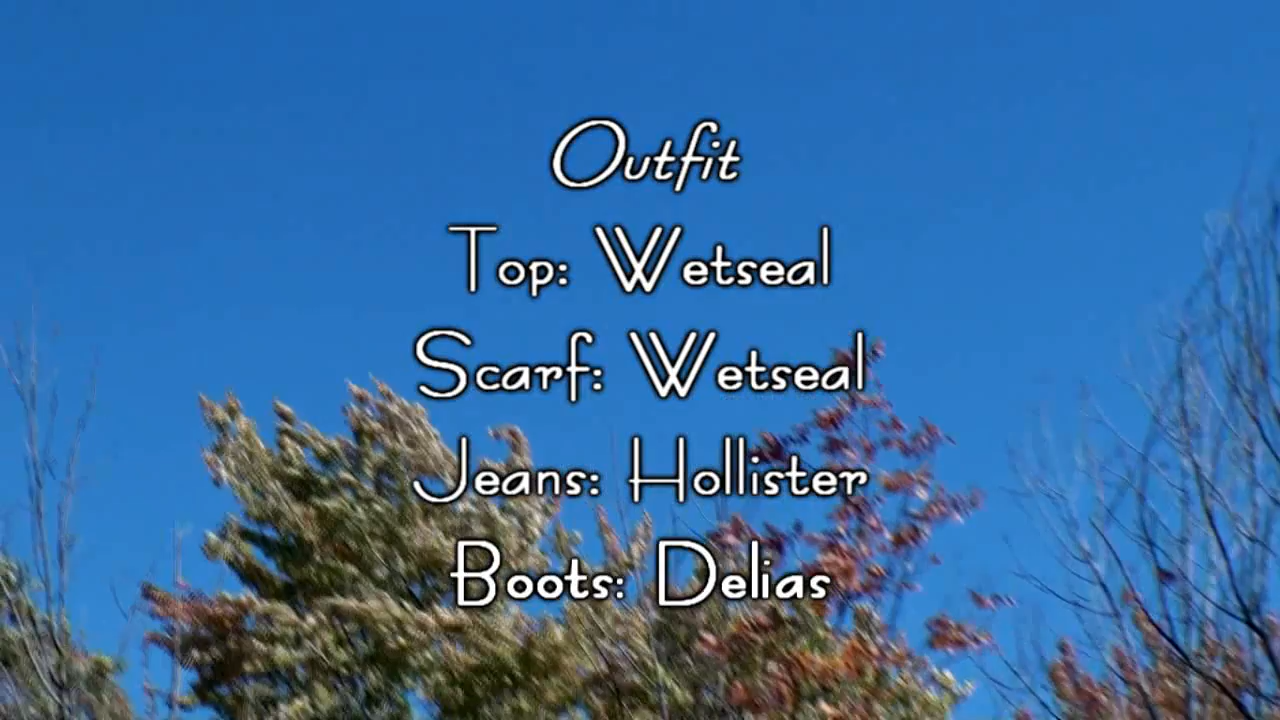 Outfit
Top: Wetseal
Scarf: Wetseal
Jeans: Hollister
Boots: Delias